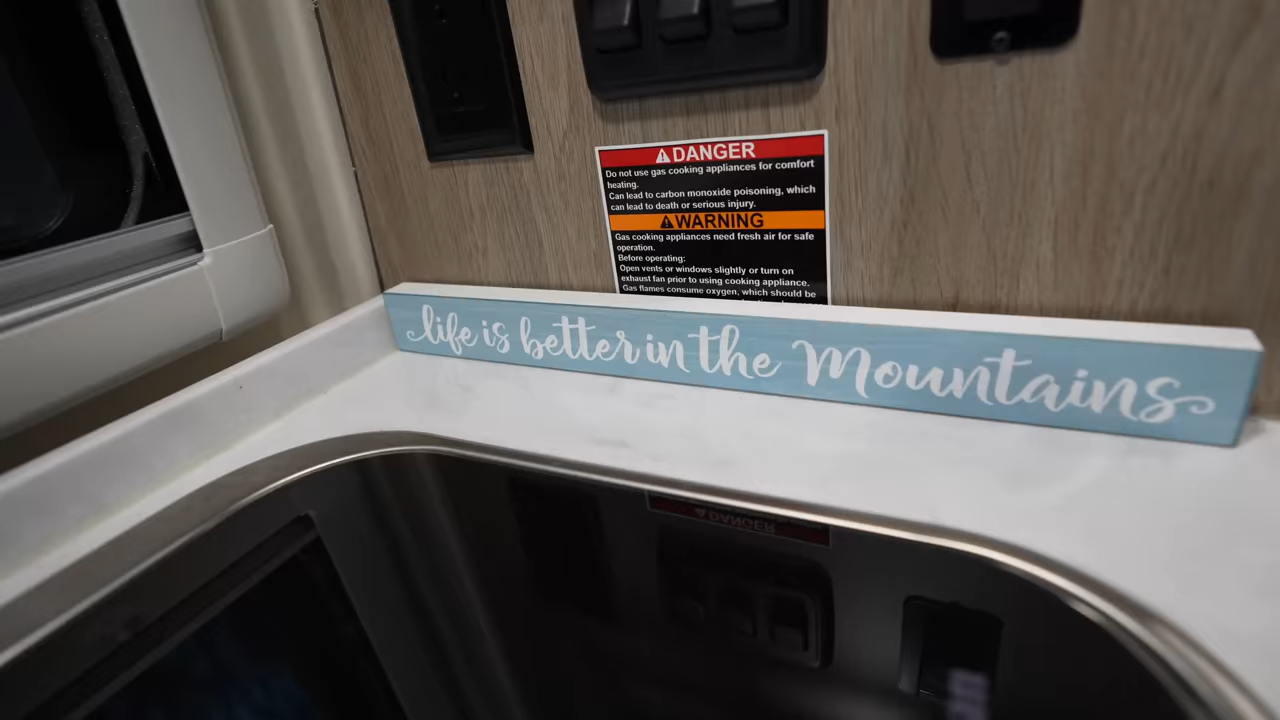 DANGER
Do not use gas cooking appliances for comfort
heating.
Can lead to carbon monoxide poisoning, which
can lead to death or serious injury.
WARNING
Gas cooking appliances need fresh air for safe
operation.
Before operating:
Open vents or windows slightly or turn on
exhaust fan prior to using cooking appliance.
Gas flames consume oxygen, which should be
life is better in the Mountains
DANGER